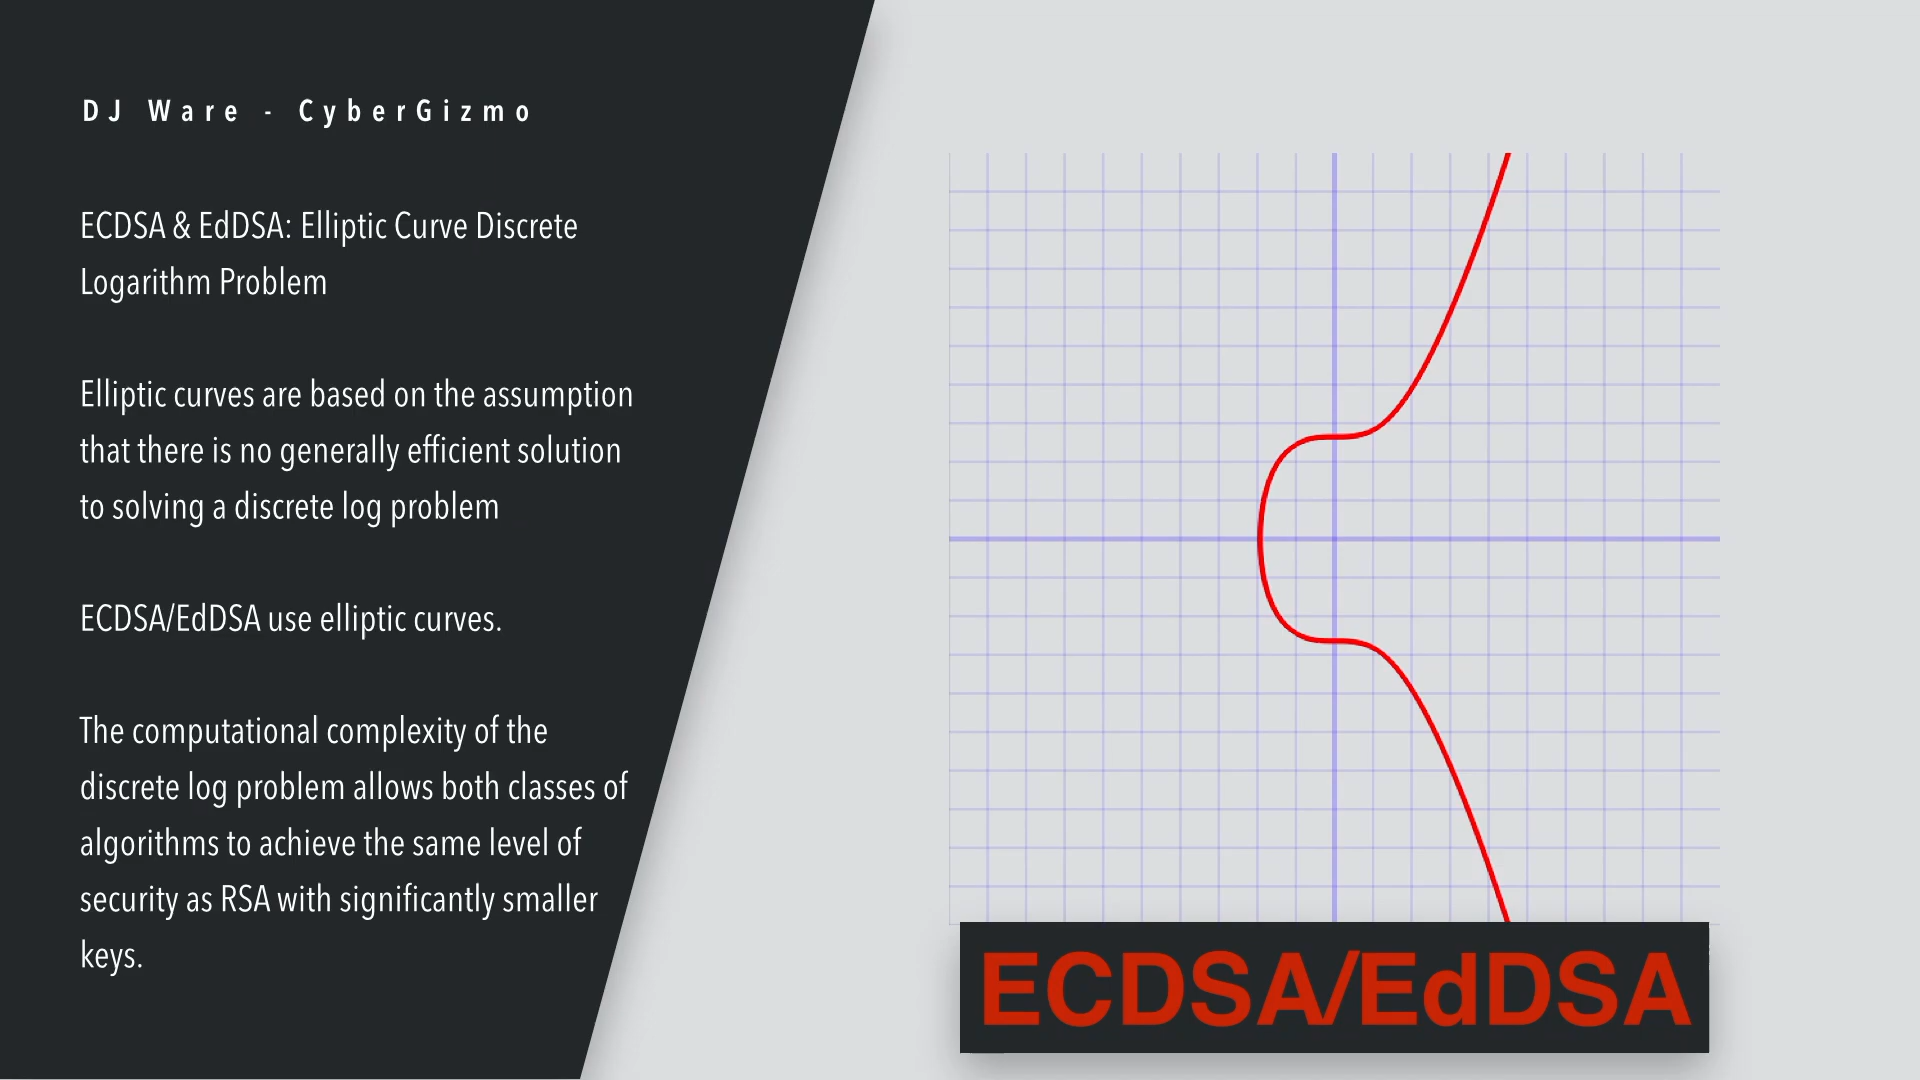 DJ Ware - CyberGizmo
ECDSA & EdDSA: Elliptic Curve Discrete
Logarithm Problem
Elliptic curves are based on the assumption
that there is no generally efficient solution
to solving a discrete log problem
ECDSA/EdDSA use elliptic curves.
The computational complexity of the
discrete log problem allows both classes of
algorithms to achieve the same level of
security as RSA with significantly smaller
keys.
ECDSA/EdDSA